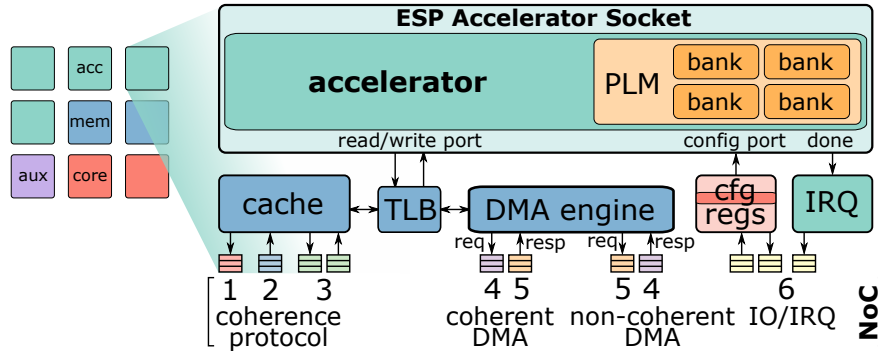 ESP Accelerator Socket
acc
mem
aux core
accelerator
PLM
bank bank
bank bank
read/write port config port done
cache TLB DMA engine cfg regs IRQ
req resp req resp
1 2 3 4 5 5 4 6
coherence protocol
coherent DMA
non-coherent DMA
IO/IRQ
NoC